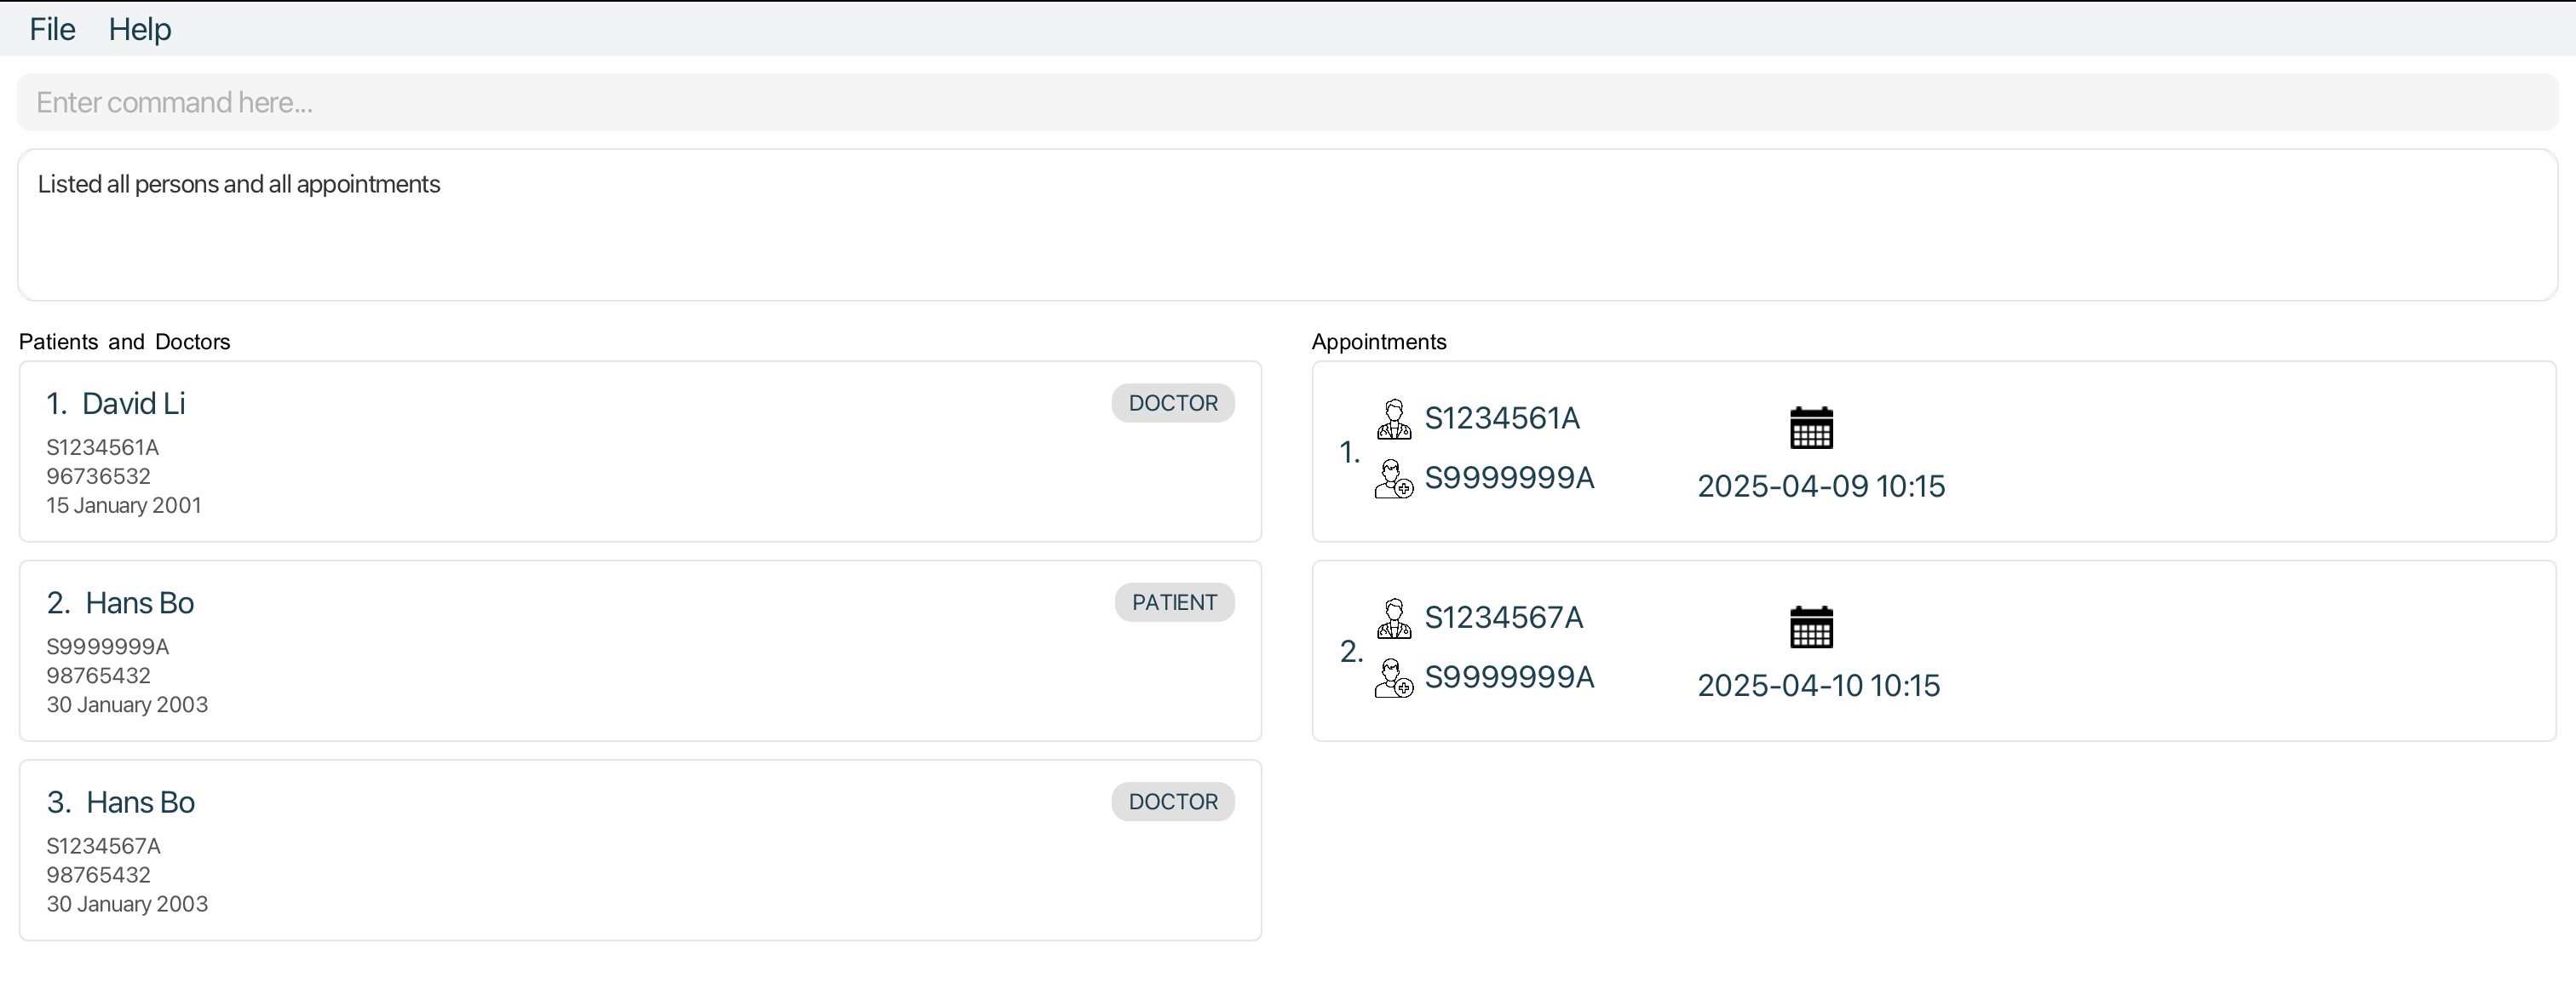 File Help
Enter command here...
Listed all persons and all appointments
Patients and Doctors
1. David Li
DOCTOR
S1234561A
96736532
15 January 2001
2. Hans Bo
PATIENT
S9999999A
98765432
30 January 2003
3. Hans Bo
DOCTOR
S1234567A
98765432
30 January 2003
Appointments
1.
S1234561A
S9999999A
2025-04-09 10:15
2.
S1234567A
S9999999A
2025-04-10 10:15